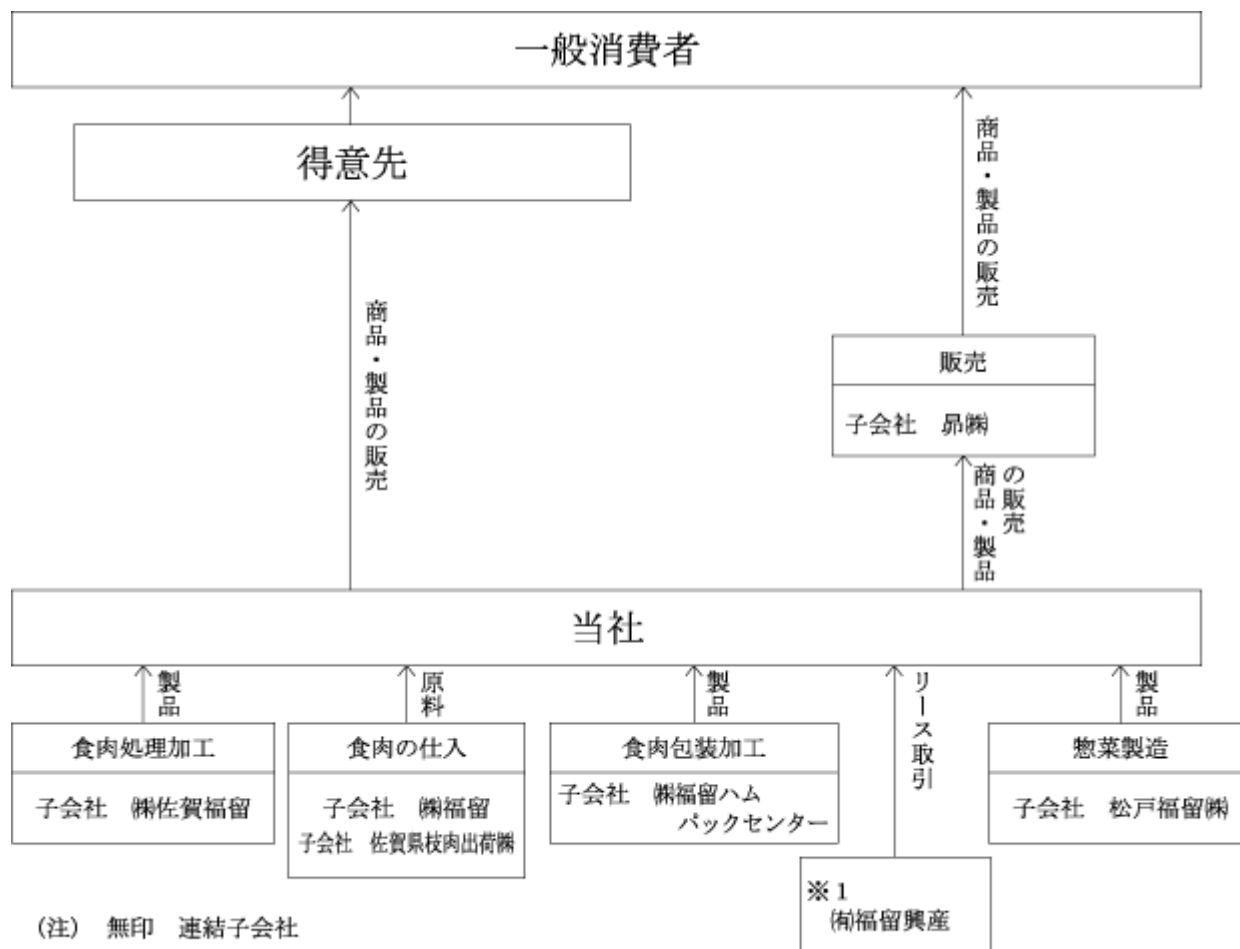 一般消費者
得意先
商品・製品の販売
商品・製品の販売
販売
子会社　昴㈱
商品・製品
の販売
当社
製品
原料
製品
リース取引
製品
食肉処理加工
子会社　㈱佐賀福留
食肉の仕入
子会社　㈱福留
子会社　佐賀県枝肉出荷㈱
食肉包装加工
子会社　㈱福留ハム
パックセンター
惣菜製造
子会社　松戸福留㈱
※1
㈲福留興産
(注)　無印　連結子会社